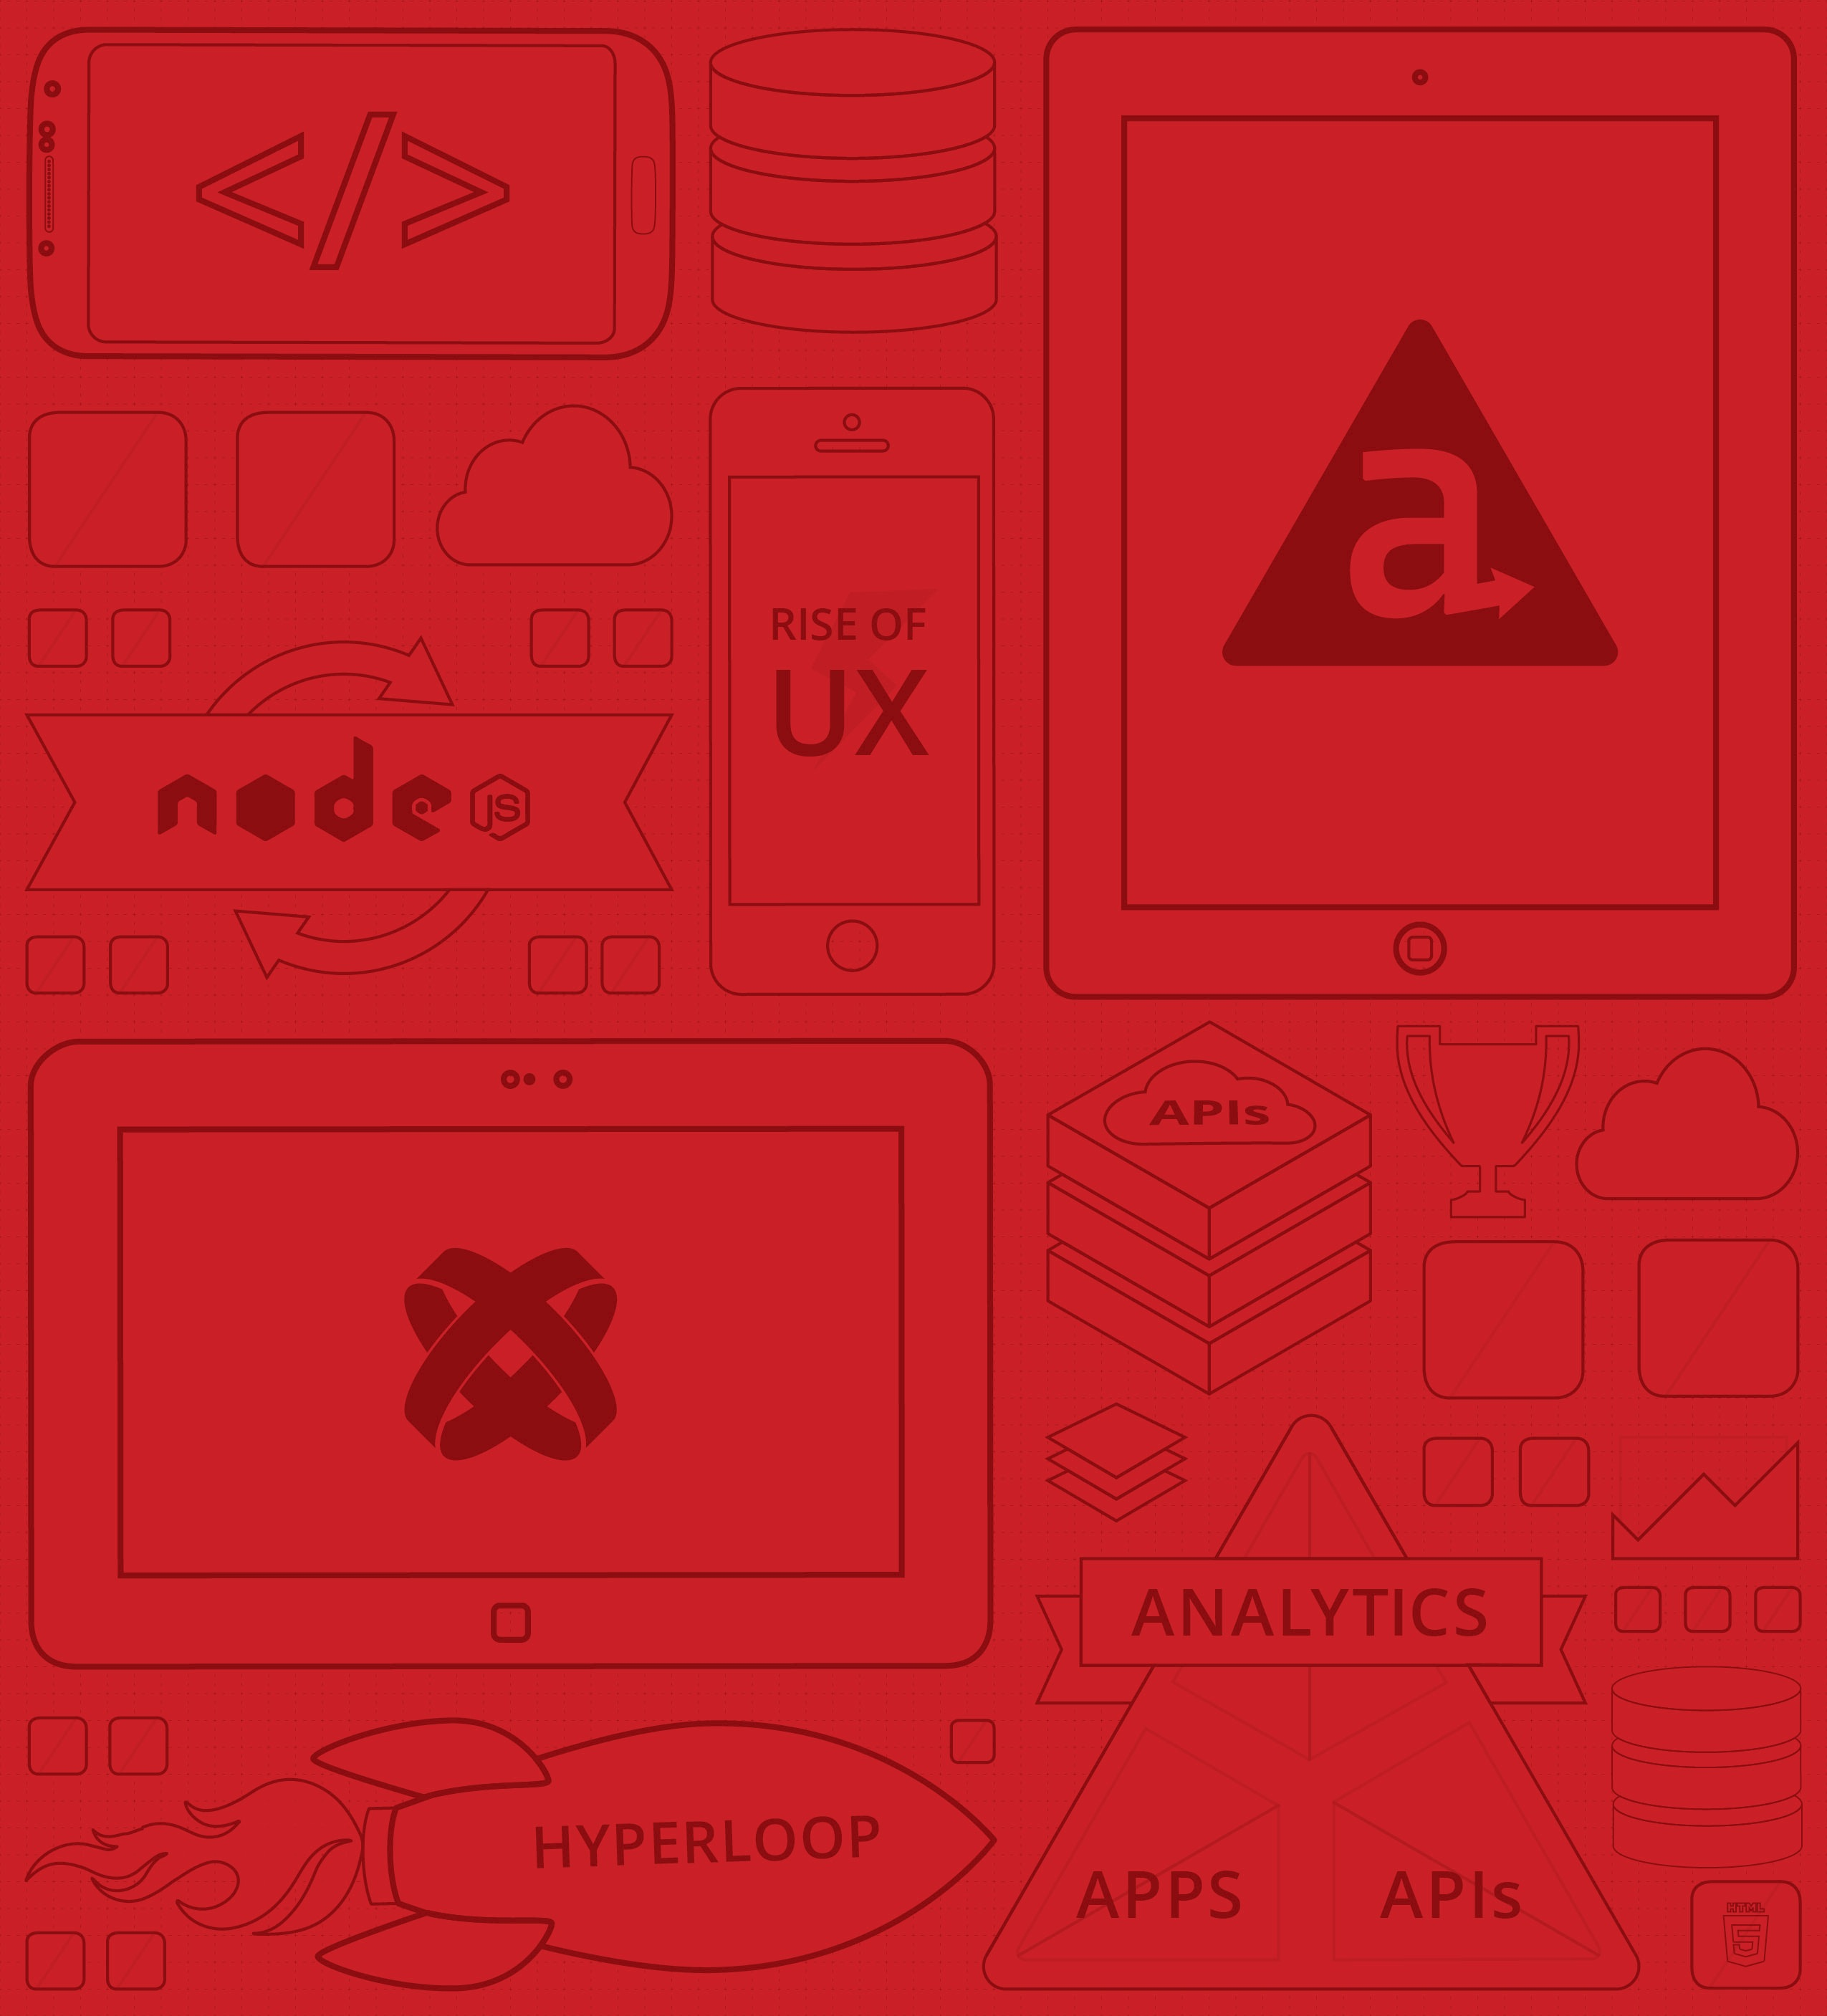 </>
a
RISE OF
UX
node JS
APIs
ANALYTICS
HYPERLOOP
APPS
APIs
HTML
5